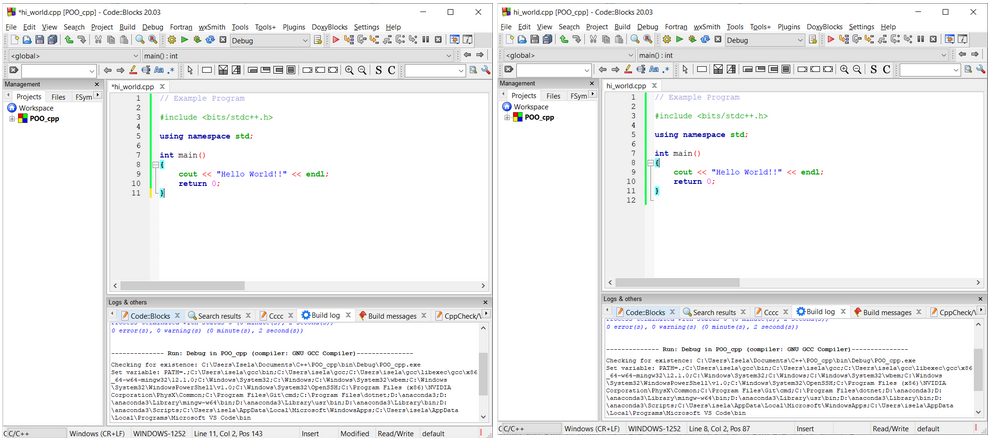 *hi_world.cpp [POO_cpp] - Code::Blocks 20.03
File Edit View Search Project Build Debug Fortran wxSmith Tools Tools+ Plugins DoxyBlocks Settings Help
Debug
<global> main() : int
S C
Management
Projects Files FSym
Workspace
POO_cpp
*hi_world.cpp X
1 // Example Program
2
3 #include <bits/stdc++.h>
4
5 using namespace std;
6
7 int main()
8 {
9 cout << "Hello World!!" << endl;
10 return 0;
11 }
Logs & others
Code::Blocks X Search results X Cccc X Build log X Build messages X CppCheck/
0 error(s), 0 warning(s) (0 minute(s), 2 second(s))
-------------- Run: Debug in POO_cpp (compiler: GNU GCC Compiler)---------------
Checking for existence: C:\Users\Isela\Documents\C++\POO_cpp\bin\Debug\POO_cpp.exe
Set variable: PATH=.;C:\Users\isela\gcc\bin;C:\Users\isela\gcc;C:\Users\isela\gcc\libexec\gcc\x86
_64-w64-mingw32\12.1.0;C:\Windows\System32;C:\Windows;C:\Windows\System32\wbem;C:\Windows
\System32\WindowsPowerShell\v1.0;C:\Windows\System32\OpenSSH;C:\Program Files (x86)\NVIDIA
Corporation\PhysX\Common;C:\Program Files\Git\cmd;C:\Program Files\dotnet;D:\anaconda3;D:
\anaconda3\Library\mingw-w64\bin;D:\anaconda3\Library\usr\bin;D:\anaconda3\Library\bin;D:
\anaconda3\Scripts;C:\Users\isela\AppData\Local\Microsoft\WindowsApps;C:\Users\isela\AppData
\Local\Programs\Microsoft VS Code\bin
C/C++ Windows (CR+LF) WINDOWS-1252 Line 11, Col 2, Pos 143 Insert Modified Read/Write default
hi_world.cpp [POO_cpp] - Code::Blocks 20.03
File Edit View Search Project Build Debug Fortran wxSmith Tools Tools+ Plugins DoxyBlocks Settings Help
Debug
<global> main() : int
S C
Management
Projects Files FSym
Workspace
POO_cpp
hi_world.cpp X
1 // Example Program
2
3 #include <bits/stdc++.h>
4
5 using namespace std;
6
7 int main()
8 {
9 cout << "Hello World!!" << endl;
10 return 0;
11 }
12
Logs & others
Code::Blocks X Search results X Cccc X Build log X Build messages X CppCheck/
0 error(s), 0 warning(s) (0 minute(s), 2 second(s))
-------------- Run: Debug in POO_cpp (compiler: GNU GCC Compiler)---------------
Checking for existence: C:\Users\Isela\Documents\C++\POO_cpp\bin\Debug\POO_cpp.exe
Set variable: PATH=.;C:\Users\isela\gcc\bin;C:\Users\isela\gcc;C:\Users\isela\gcc\libexec\gcc\x86
_64-w64-mingw32\12.1.0;C:\Windows\System32;C:\Windows;C:\Windows\System32\wbem;C:\Windows
\System32\WindowsPowerShell\v1.0;C:\Windows\System32\OpenSSH;C:\Program Files (x86)\NVIDIA
Corporation\PhysX\Common;C:\Program Files\Git\cmd;C:\Program Files\dotnet;D:\anaconda3;D:
\anaconda3\Library\mingw-w64\bin;D:\anaconda3\Library\usr\bin;D:\anaconda3\Library\bin;D:
\anaconda3\Scripts;C:\Users\isela\AppData\Local\Microsoft\WindowsApps;C:\Users\isela\AppData
\Local\Programs\Microsoft VS Code\bin
C/C++ Windows (CR+LF) WINDOWS-1252 Line 8, Col 2, Pos 87 Insert Read/Write default